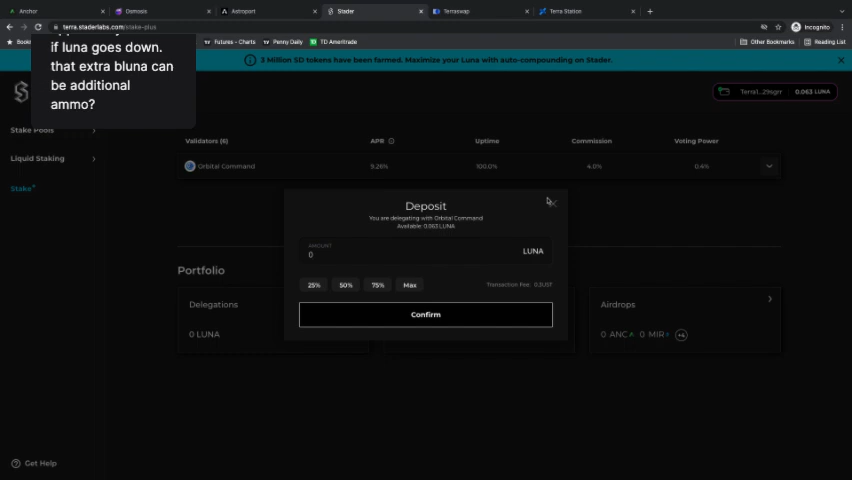 Anchor
Osmosis
Astroport
Stader
Terraswap
Terra Station
terra.staderlabs.com/stake-plus
Incognito
Futures - Charts
Penny Daily
TD Ameritrade
Other Bookmarks
Reading List
if luna goes down.
that extra bluna can
be additional
ammo?
3 Million SD tokens have been farmed. Maximize your Luna with auto-compounding on Stader.
0.063 LUNA
Stake Pools
Liquid Staking
Stake+
Validators (6)
APR
Uptime
Commission
Voting Power
Orbital Command
9.26%
100.0%
4.0%
0.4%
Deposit
You are delegating with Orbital Command
Available: 0.063 LUNA
AMOUNT
0
LUNA
25%
50%
75%
Max
Confirm
Portfolio
Delegations
0 LUNA
Airdrops
0 ANC
0 MIR
Get Help